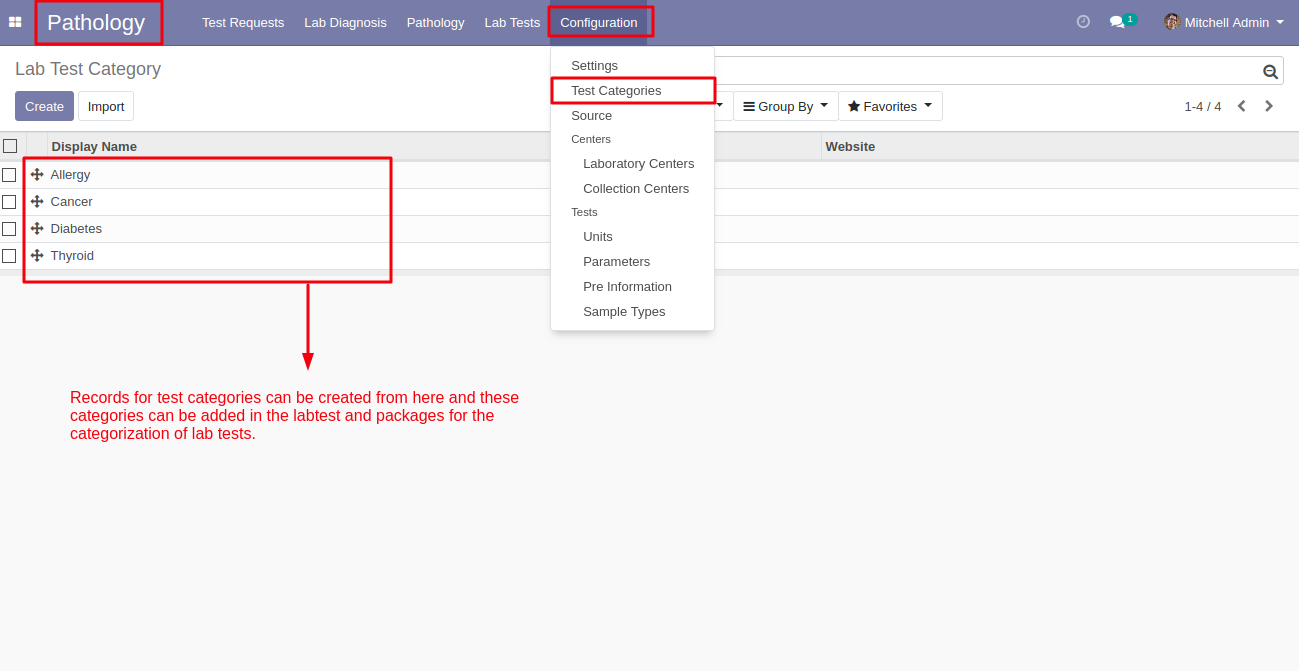 Pathology
Test Requests
Lab Diagnosis
Pathology
Lab Tests
Configuration
1
Mitchell Admin
Lab Test Category
Create
Import
Settings
Test Categories
Source
Centers
Laboratory Centers
Collection Centers
Tests
Units
Parameters
Pre Information
Sample Types
Group By
Favorites
1-4 / 4
Display Name
Website
Allergy
Cancer
Diabetes
Thyroid
Records for test categories can be created from here and these
categories can be added in the labtest and packages for the
categorization of lab tests.